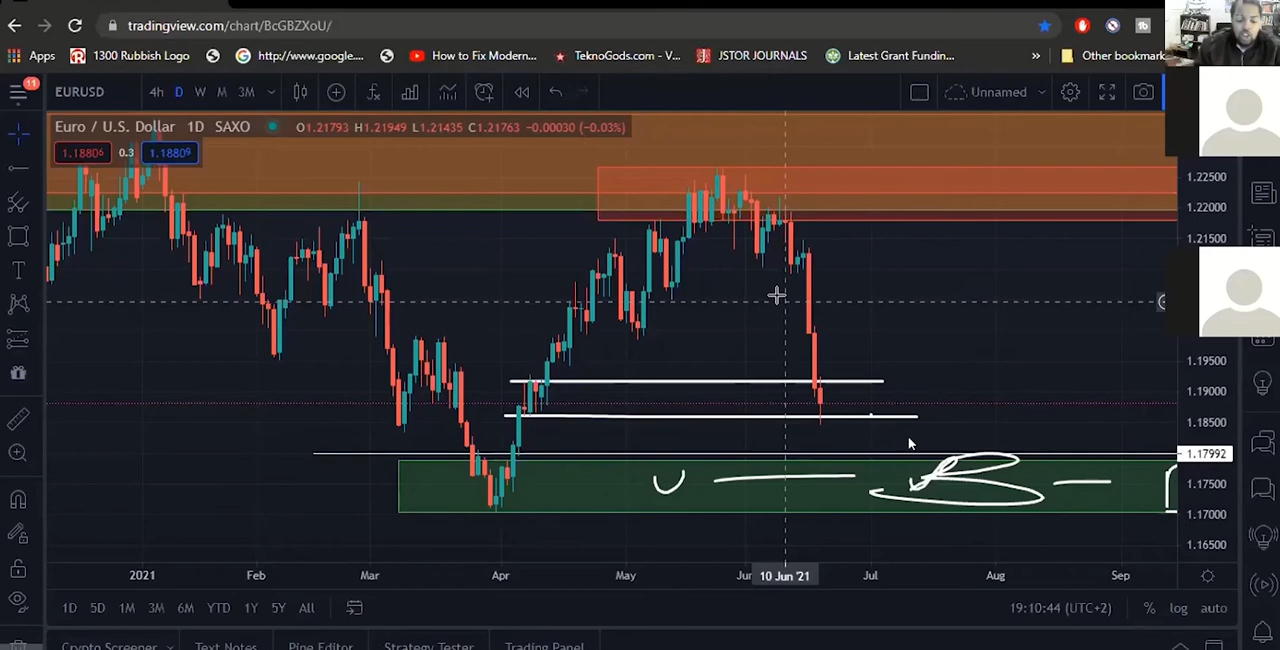 tradingview.com/chart/BcGBZXoU/
Apps 1300 Rubbish Logo http://www.google.... How to Fix Modern... TeknoGods.com - V... JSTOR JOURNALS Latest Grant Fundin... » Other bookmark
11
EURUSD 4h D W M 3M Unnamed
Euro / U.S. Dollar 1D SAXO O1.21793 H1.21949 L1.21435 C1.21763 -0.00030 (-0.03%)
1.18806 0.3 1.18809
1.22500
1.22000
1.21500
1.19500
1.19000
1.18500
1.17992
1.17500
1.17000
1.16500
2021 Feb Mar Apr May Jun 10 Jun '21 Jul Aug Sep
1D 5D 1M 3M 6M YTD 1Y 5Y All 19:10:44 (UTC+2) % log auto
Crypto Screener Text Notes Pine Editor Strategy Tester Trading Panel